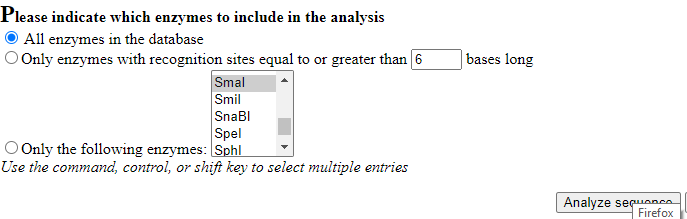 Please indicate which enzymes to include in the analysis
All enzymes in the database
Only enzymes with recognition sites equal to or greater than 6 bases long
SmaI
SmiI
SnaBI
SpeI
Only the following enzymes: SphI
Use the command, control, or shift key to select multiple entries
Analyze sequence
Firefox